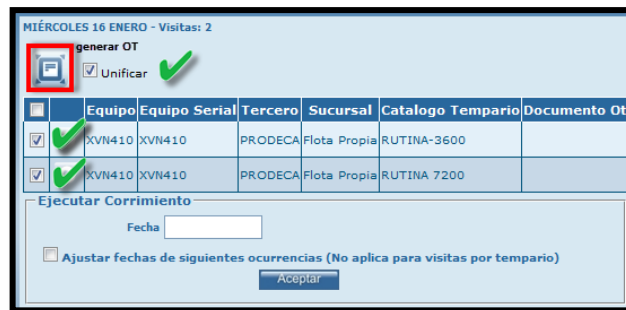 MIÉRCOLES 16 ENERO - Visitas: 2
generar OT
Unificar
Equipo Equipo Serial Tercero Sucursal Catalogo Tempario Documento Ot
XVN410 XVN410 PRODECA Flota Propia RUTINA-3600
XVN410 XVN410 PRODECA Flota Propia RUTINA 7200
Ejecutar Corrimiento
Fecha
Ajustar fechas de siguientes ocurrencias (No aplica para visitas por tempario)
Aceptar